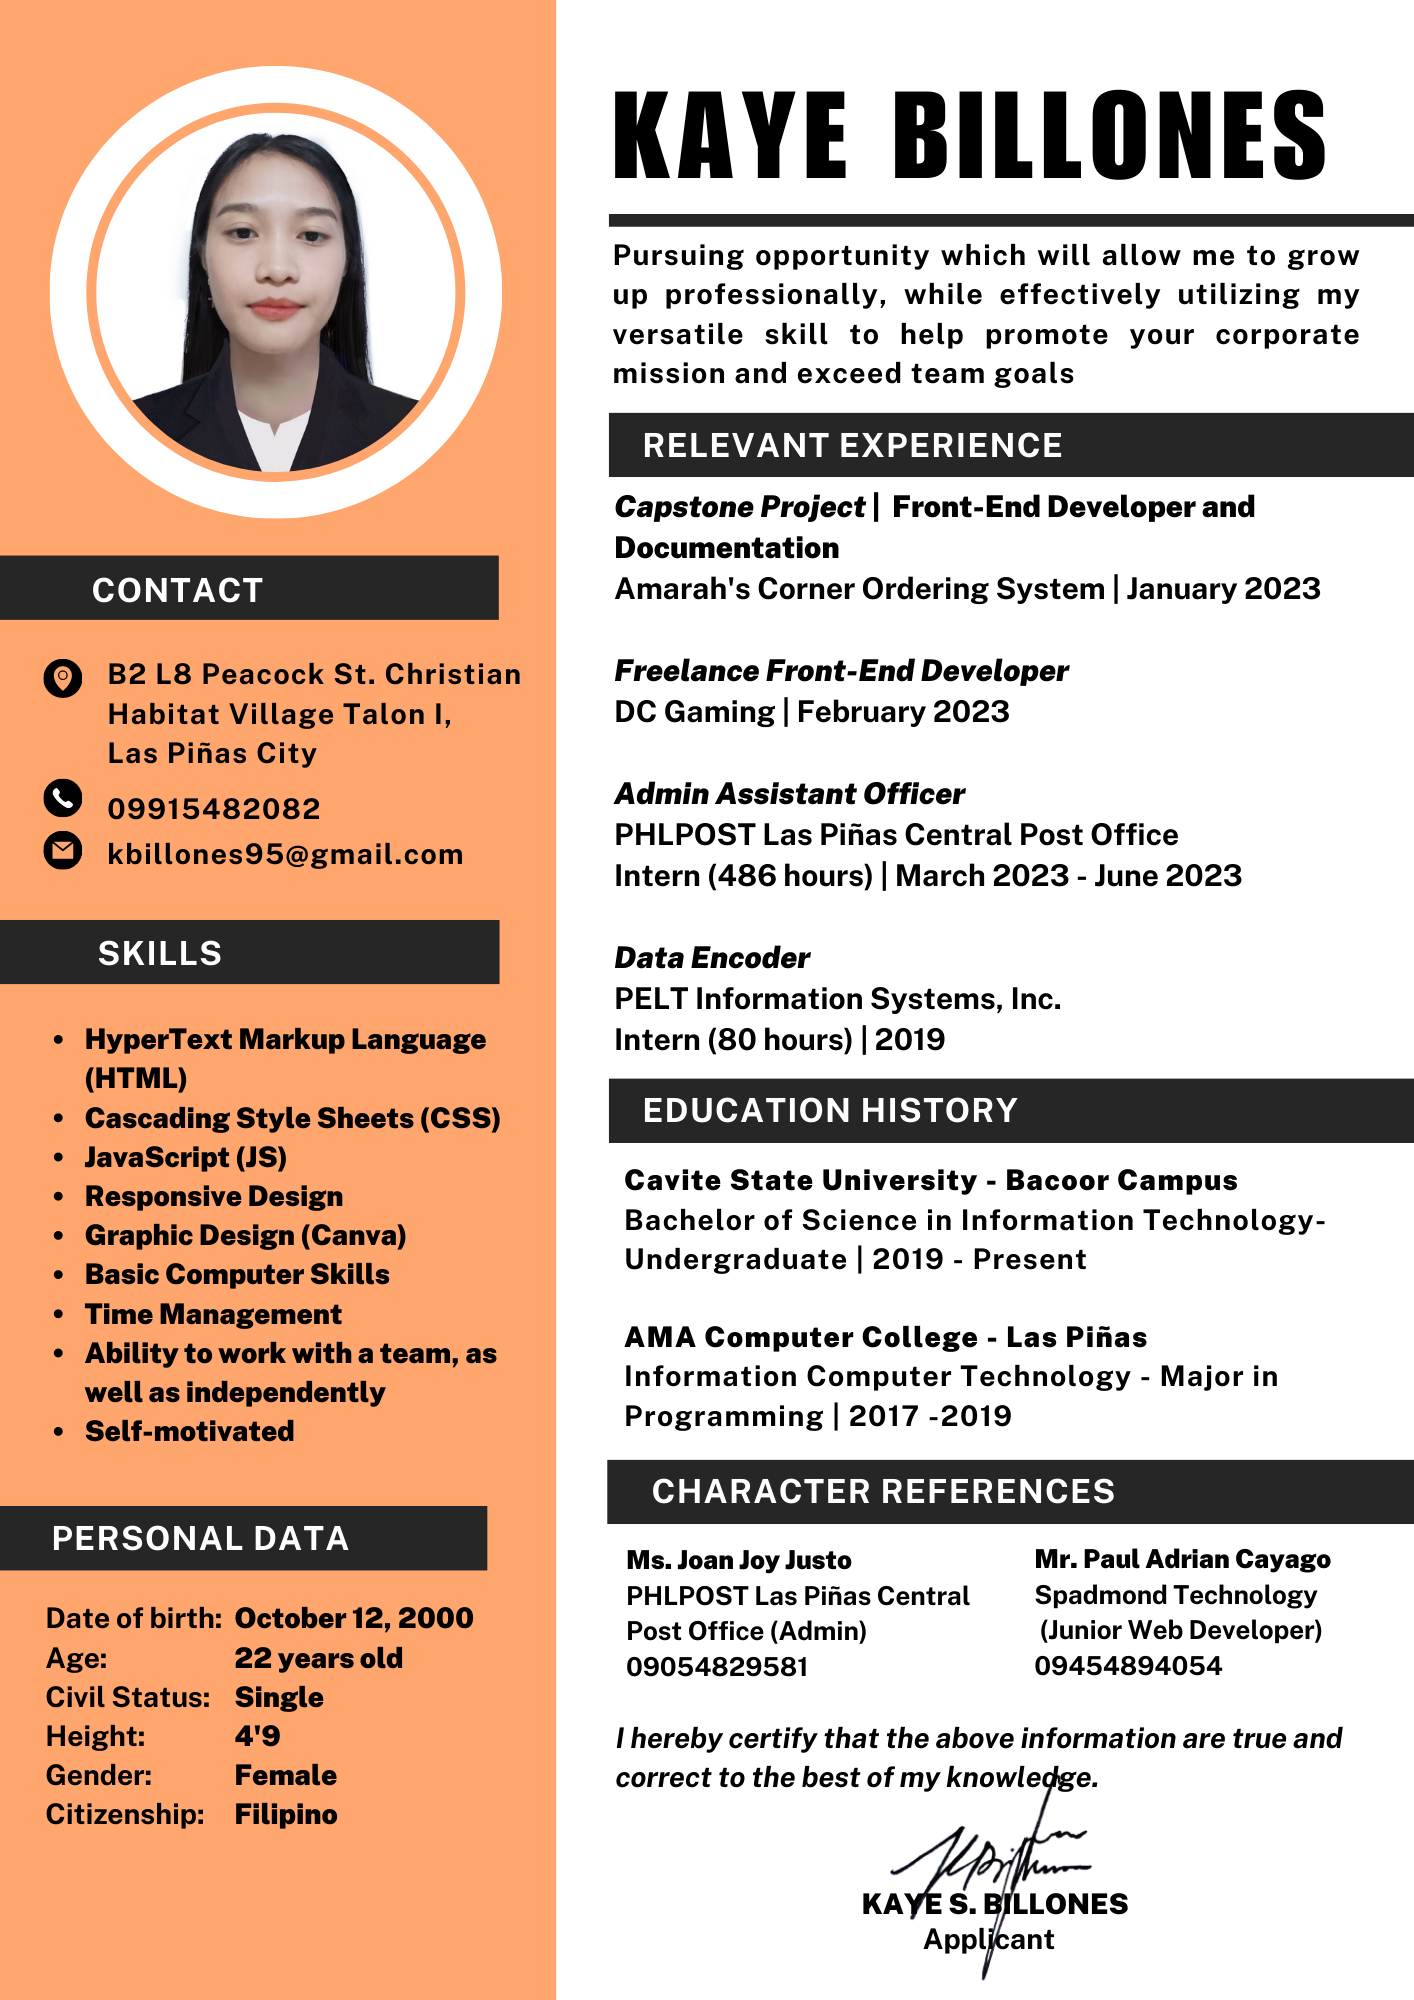 KAYE BILLONES
Pursuing opportunity which will allow me to grow
up professionally, while effectively utilizing my
versatile skill to help promote your corporate
mission and exceed team goals
CONTACT
B2 L8 Peacock St. Christian
Habitat Village Talon I,
Las Piñas City
09915482082
kbillones95@gmail.com
SKILLS
• HyperText Markup Language
(HTML)
• Cascading Style Sheets (CSS)
• JavaScript (JS)
• Responsive Design
• Graphic Design (Canva)
• Basic Computer Skills
• Time Management
• Ability to work with a team, as
well as independently
• Self-motivated
PERSONAL DATA
Date of birth: October 12, 2000
Age: 22 years old
Civil Status: Single
Height: 4'9
Gender: Female
Citizenship: Filipino
RELEVANT EXPERIENCE
Capstone Project | Front-End Developer and
Documentation
Amarah's Corner Ordering System | January 2023
Freelance Front-End Developer
DC Gaming | February 2023
Admin Assistant Officer
PHLPOST Las Piñas Central Post Office
Intern (486 hours) | March 2023 - June 2023
Data Encoder
PELT Information Systems, Inc.
Intern (80 hours) | 2019
EDUCATION HISTORY
Cavite State University - Bacoor Campus
Bachelor of Science in Information Technology-
Undergraduate | 2019 - Present
AMA Computer College - Las Piñas
Information Computer Technology - Major in
Programming | 2017 -2019
CHARACTER REFERENCES
Ms. Joan Joy Justo
PHLPOST Las Piñas Central
Post Office (Admin)
09054829581
Mr. Paul Adrian Cayago
Spadmond Technology
(Junior Web Developer)
09454894054
I hereby certify that the above information are true and
correct to the best of my knowledge.
KAYE S. BILLONES
Applicant